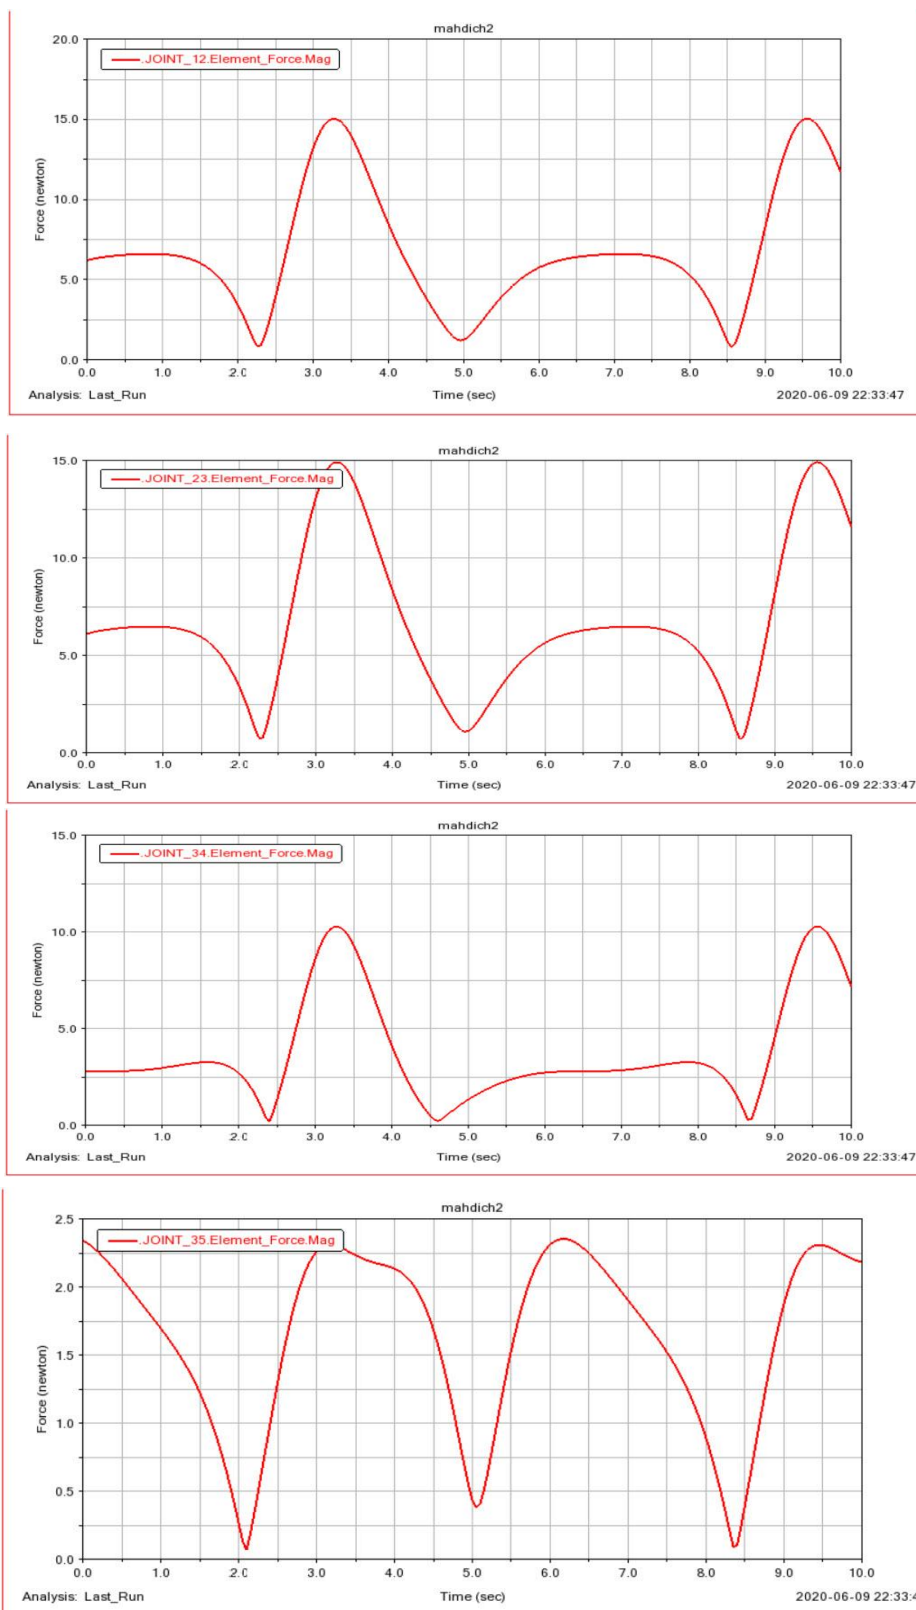 mahdich2
20.0
.JOINT_12.Element_Force.Mag
15.0
Force (newton)
10.0
5.0
0.0
0.0 1.0 2.0 3.0 4.0 5.0 6.0 7.0 8.0 9.0 10.0
Analysis: Last_Run Time (sec) 2020-06-09 22:33:47
mahdich2
15.0
.JOINT_23.Element_Force.Mag
10.0
Force (newton)
5.0
0.0
0.0 1.0 2.0 3.0 4.0 5.0 6.0 7.0 8.0 9.0 10.0
Analysis: Last_Run Time (sec) 2020-06-09 22:33:47
mahdich2
15.0
.JOINT_34.Element_Force.Mag
10.0
Force (newton)
5.0
0.0
0.0 1.0 2.0 3.0 4.0 5.0 6.0 7.0 8.0 9.0 10.0
Analysis: Last_Run Time (sec) 2020-06-09 22:33:47
mahdich2
2.5
.JOINT_35.Element_Force.Mag
2.0
1.5
Force (newton)
1.0
0.5
0.0
0.0 1.0 2.0 3.0 4.0 5.0 6.0 7.0 8.0 9.0 10.0
Analysis: Last_Run Time (sec) 2020-06-09 22:33:4